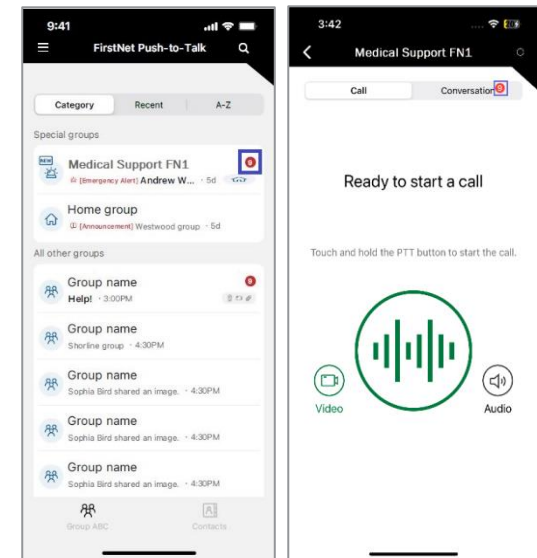 9:41
FirstNet Push-to-Talk
Category Recent A-Z
Special groups
NEW
Medical Support FN1
[Emergency Alert] Andrew W... · 5d
Home group
[Announcement] Westwood group · 5d
All other groups
Group name 9
Help! · 3:00PM
Group name
Shorline group · 4:30PM
Group name
Sophia Bird shared an image. · 4:30PM
Group name
Sophia Bird shared an image. · 4:30PM
Group name
Sophia Bird shared an image. · 4:30PM
Group ABC Contacts
3:42
Medical Support FN1
Call Conversation 9
Ready to start a call
Touch and hold the PTT button to start the call.
Video Audio